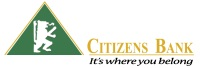 CITIZENS BANK
It's where you belong